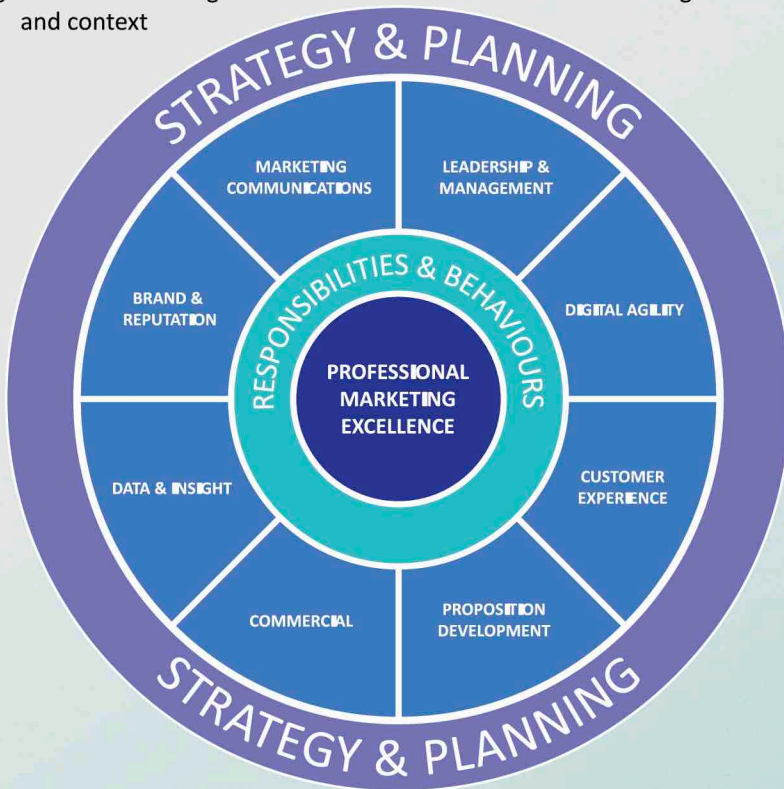 and context
STRATEGY & PLANNING
MARKETING
COMMUNICATIONS
LEADERSHIP &
MANAGEMENT
BRAND &
REPUTATION
DIGITAL AGILITY
RESPONSIBILITIES & BEHAVIOURS
PROFESSIONAL
MARKETING
EXCELLENCE
DATA & INSIGHT
CUSTOMER
EXPERIENCE
COMMERCIAL
PROPOSITION
DEVELOPMENT
STRATEGY & PLANNING